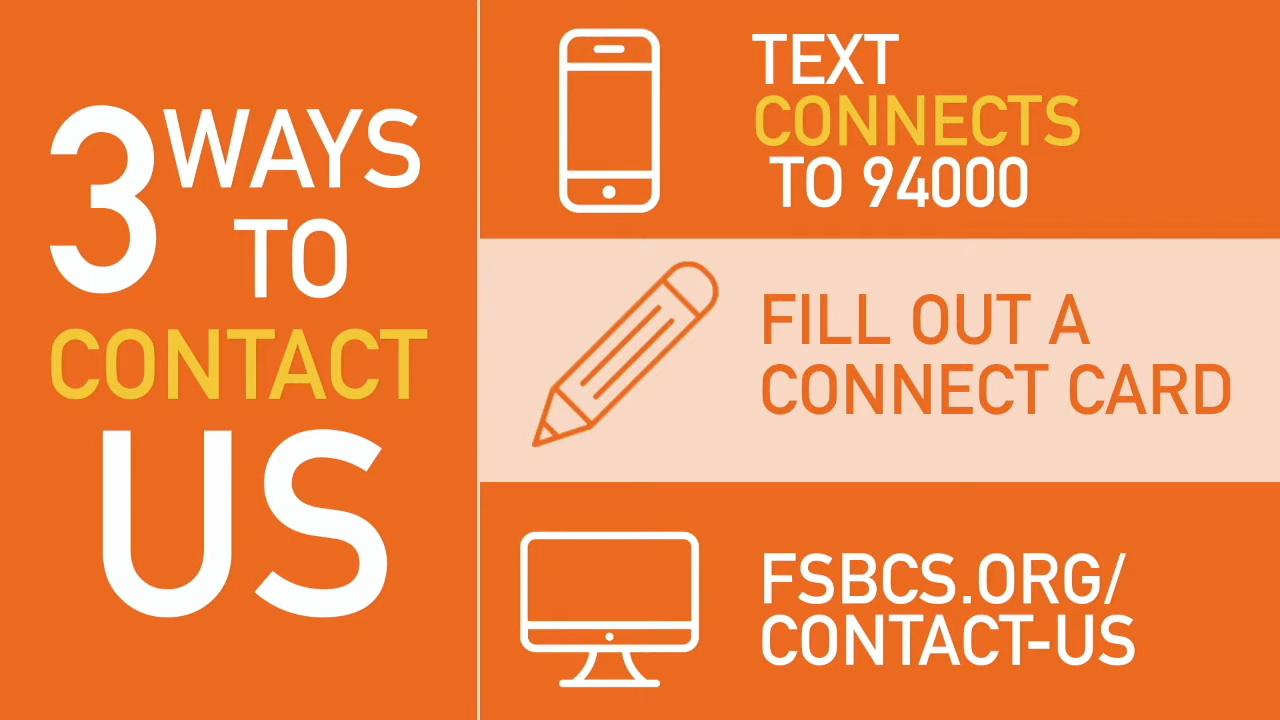 3 WAYS
TO
CONTACT
US
TEXT
CONNECTS
TO 94000
FILL OUT A
CONNECT CARD
FSBCS.ORG/
CONTACT-US